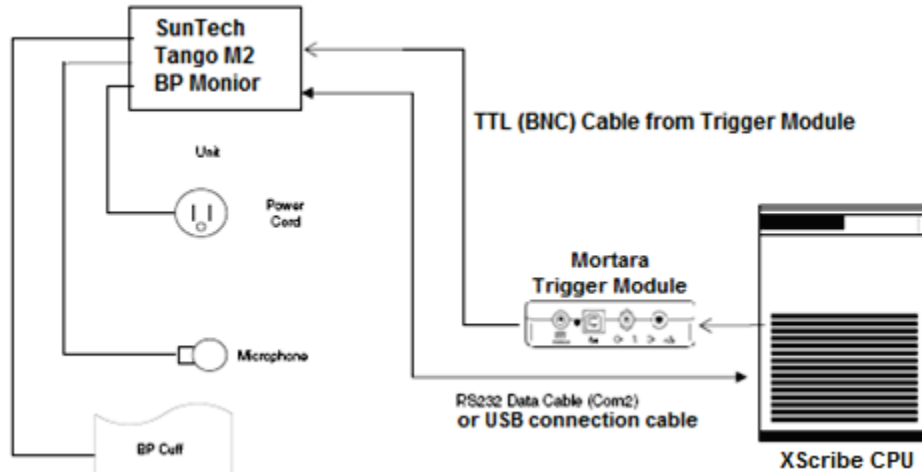 SunTech
Tango M2
BP Monior
TTL (BNC) Cable from Trigger Module
Unit
Power
Cord
Mortara
Trigger Module
Microphone
RS232 Data Cable (Com2)
or USB connection cable
BP Cuff
XScribe CPU